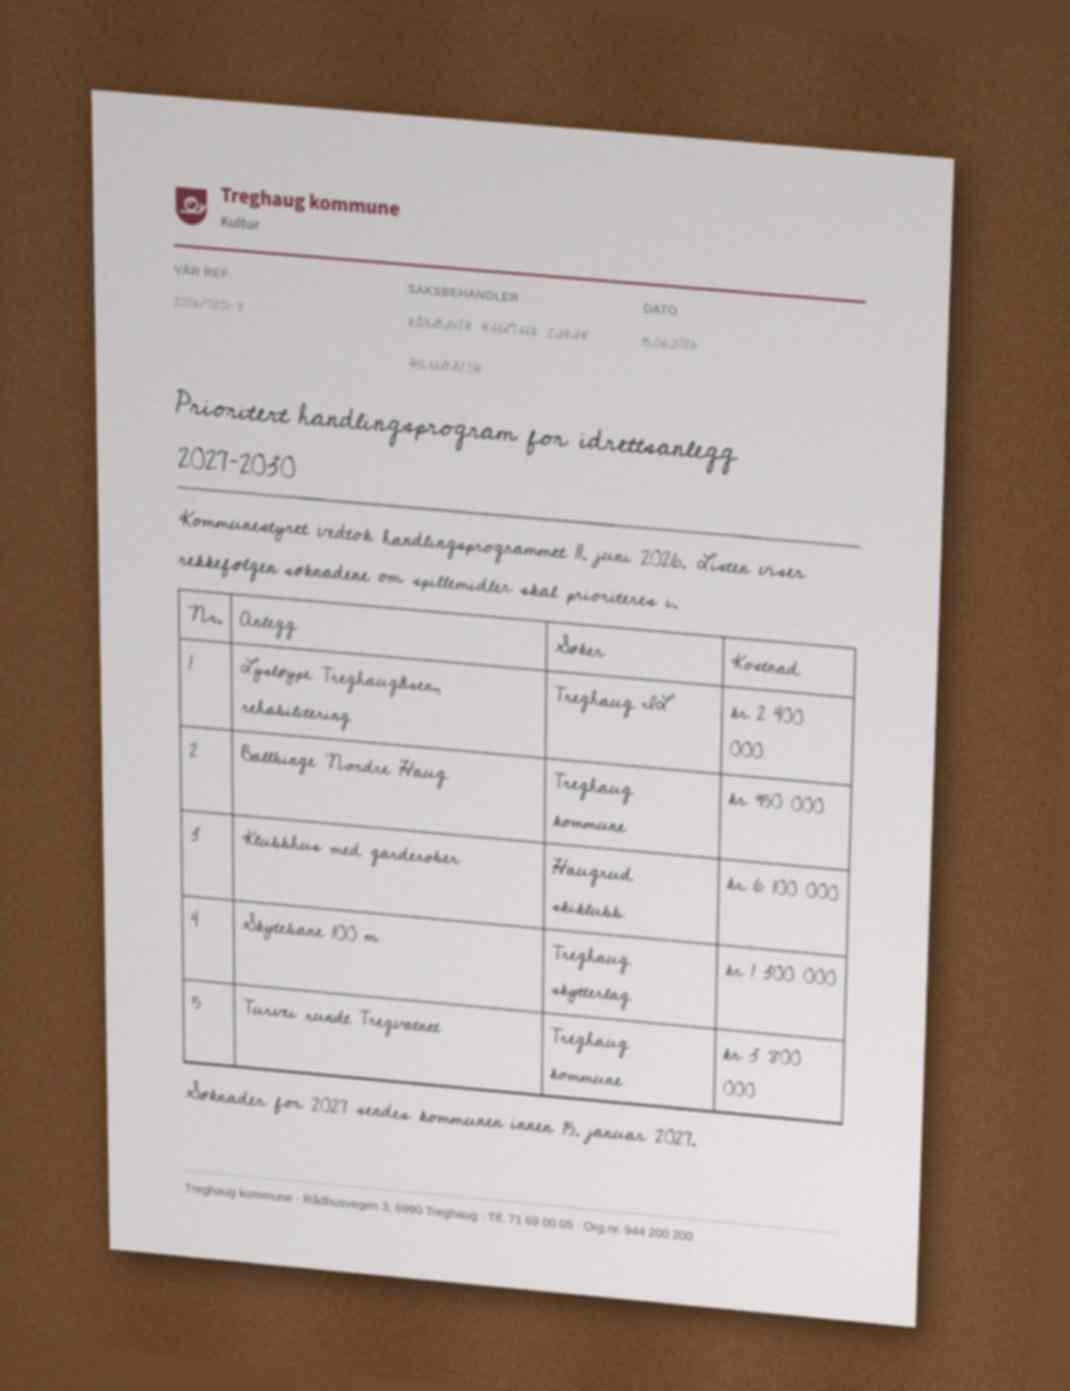 Treghaug kommune
Kultur
VÅR REF.
SAKSBEHANDLER
DATO
Prioritert handlingsprogram for idrettsanlegg
2027-2030
Kommunestyret vedtok handlingsprogrammet 11. juni 2026. Listen viser
rekkefølgen søknadene om spillemidler skal prioriteres i.
Nr. Anlegg Søker Kostnad
1 Lysløype Treghaugåsen, Treghaug IL kr 2 400
rehabilitering 000
2 Ballbinge Nordre Haug Treghaug kr 950 000
kommune
3 Klubbhus med garderober Haugrud kr 6 100 000
skiklubb
4 Skytebane 100 m Treghaug kr 1 300 000
skytterlag
5 Turvei rundt Tregvatnet Treghaug kr 3 800
kommune 000
Søknader for 2027 sendes kommunen innen 15. januar 2027.
Treghaug kommune · Rådhusvegen 3, 6990 Treghaug · Tlf. 71 69 00 05 · Org.nr. 944 200 200